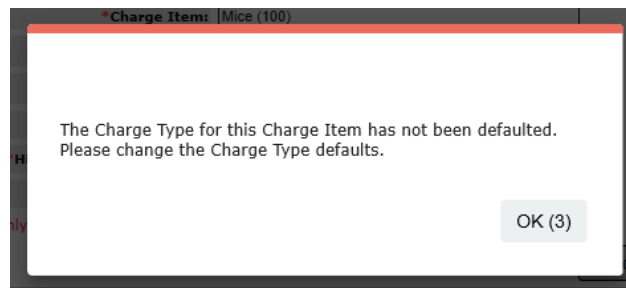 *Charge Item: Mice (100)
The Charge Type for this Charge Item has not been defaulted.
Please change the Charge Type defaults.
OK (3)